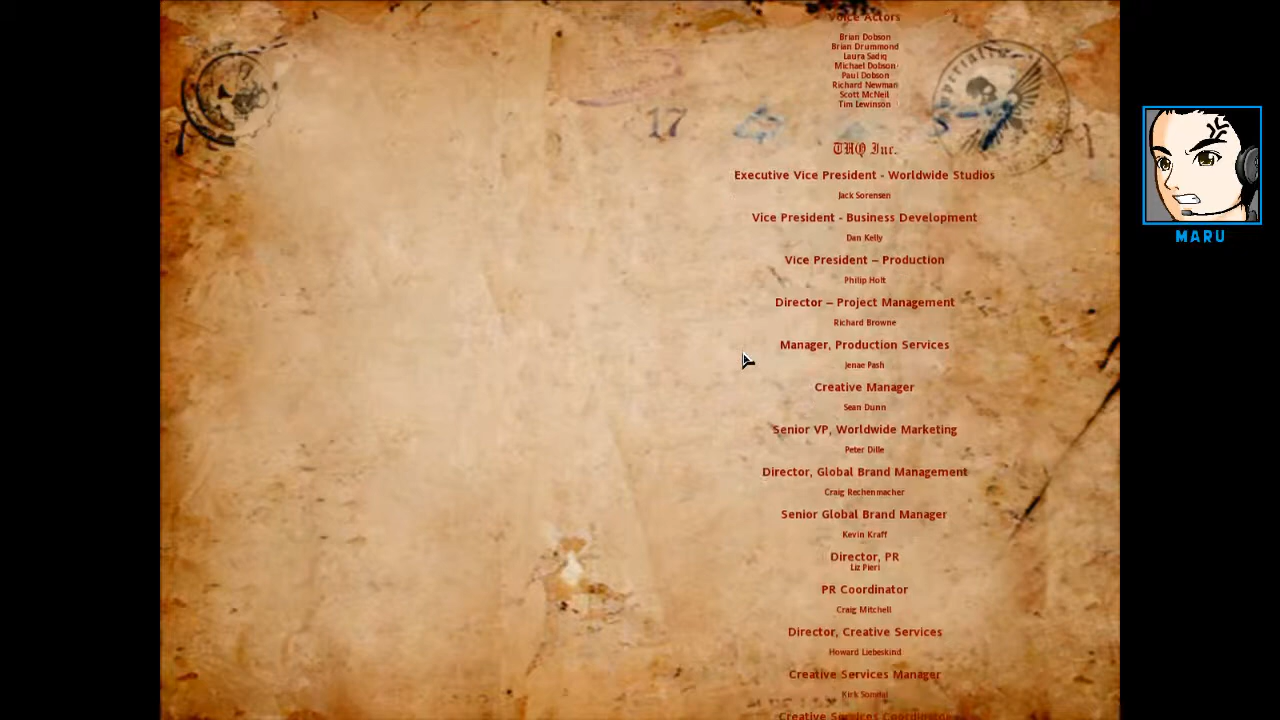 Voice Actors
Brian Dobson
Brian Drummond
Laura Sadiq
Michael Dobson
Paul Dobson
Richard Newman
Scott McNeil
Tim Lewinson
17
THQ Inc.
Executive Vice President - Worldwide Studios
Jack Sorensen
Vice President - Business Development
Dan Kelly
Vice President – Production
Philip Holt
Director – Project Management
Richard Browne
Manager, Production Services
Jenae Pash
Creative Manager
Sean Dunn
Senior VP, Worldwide Marketing
Peter Dille
Director, Global Brand Management
Craig Rechenmacher
Senior Global Brand Manager
Kevin Kraff
Director, PR
Liz Pieri
PR Coordinator
Craig Mitchell
Director, Creative Services
Howard Liebeskind
Creative Services Manager
Kirk Somdal
Creative Services Coordinator
MARU